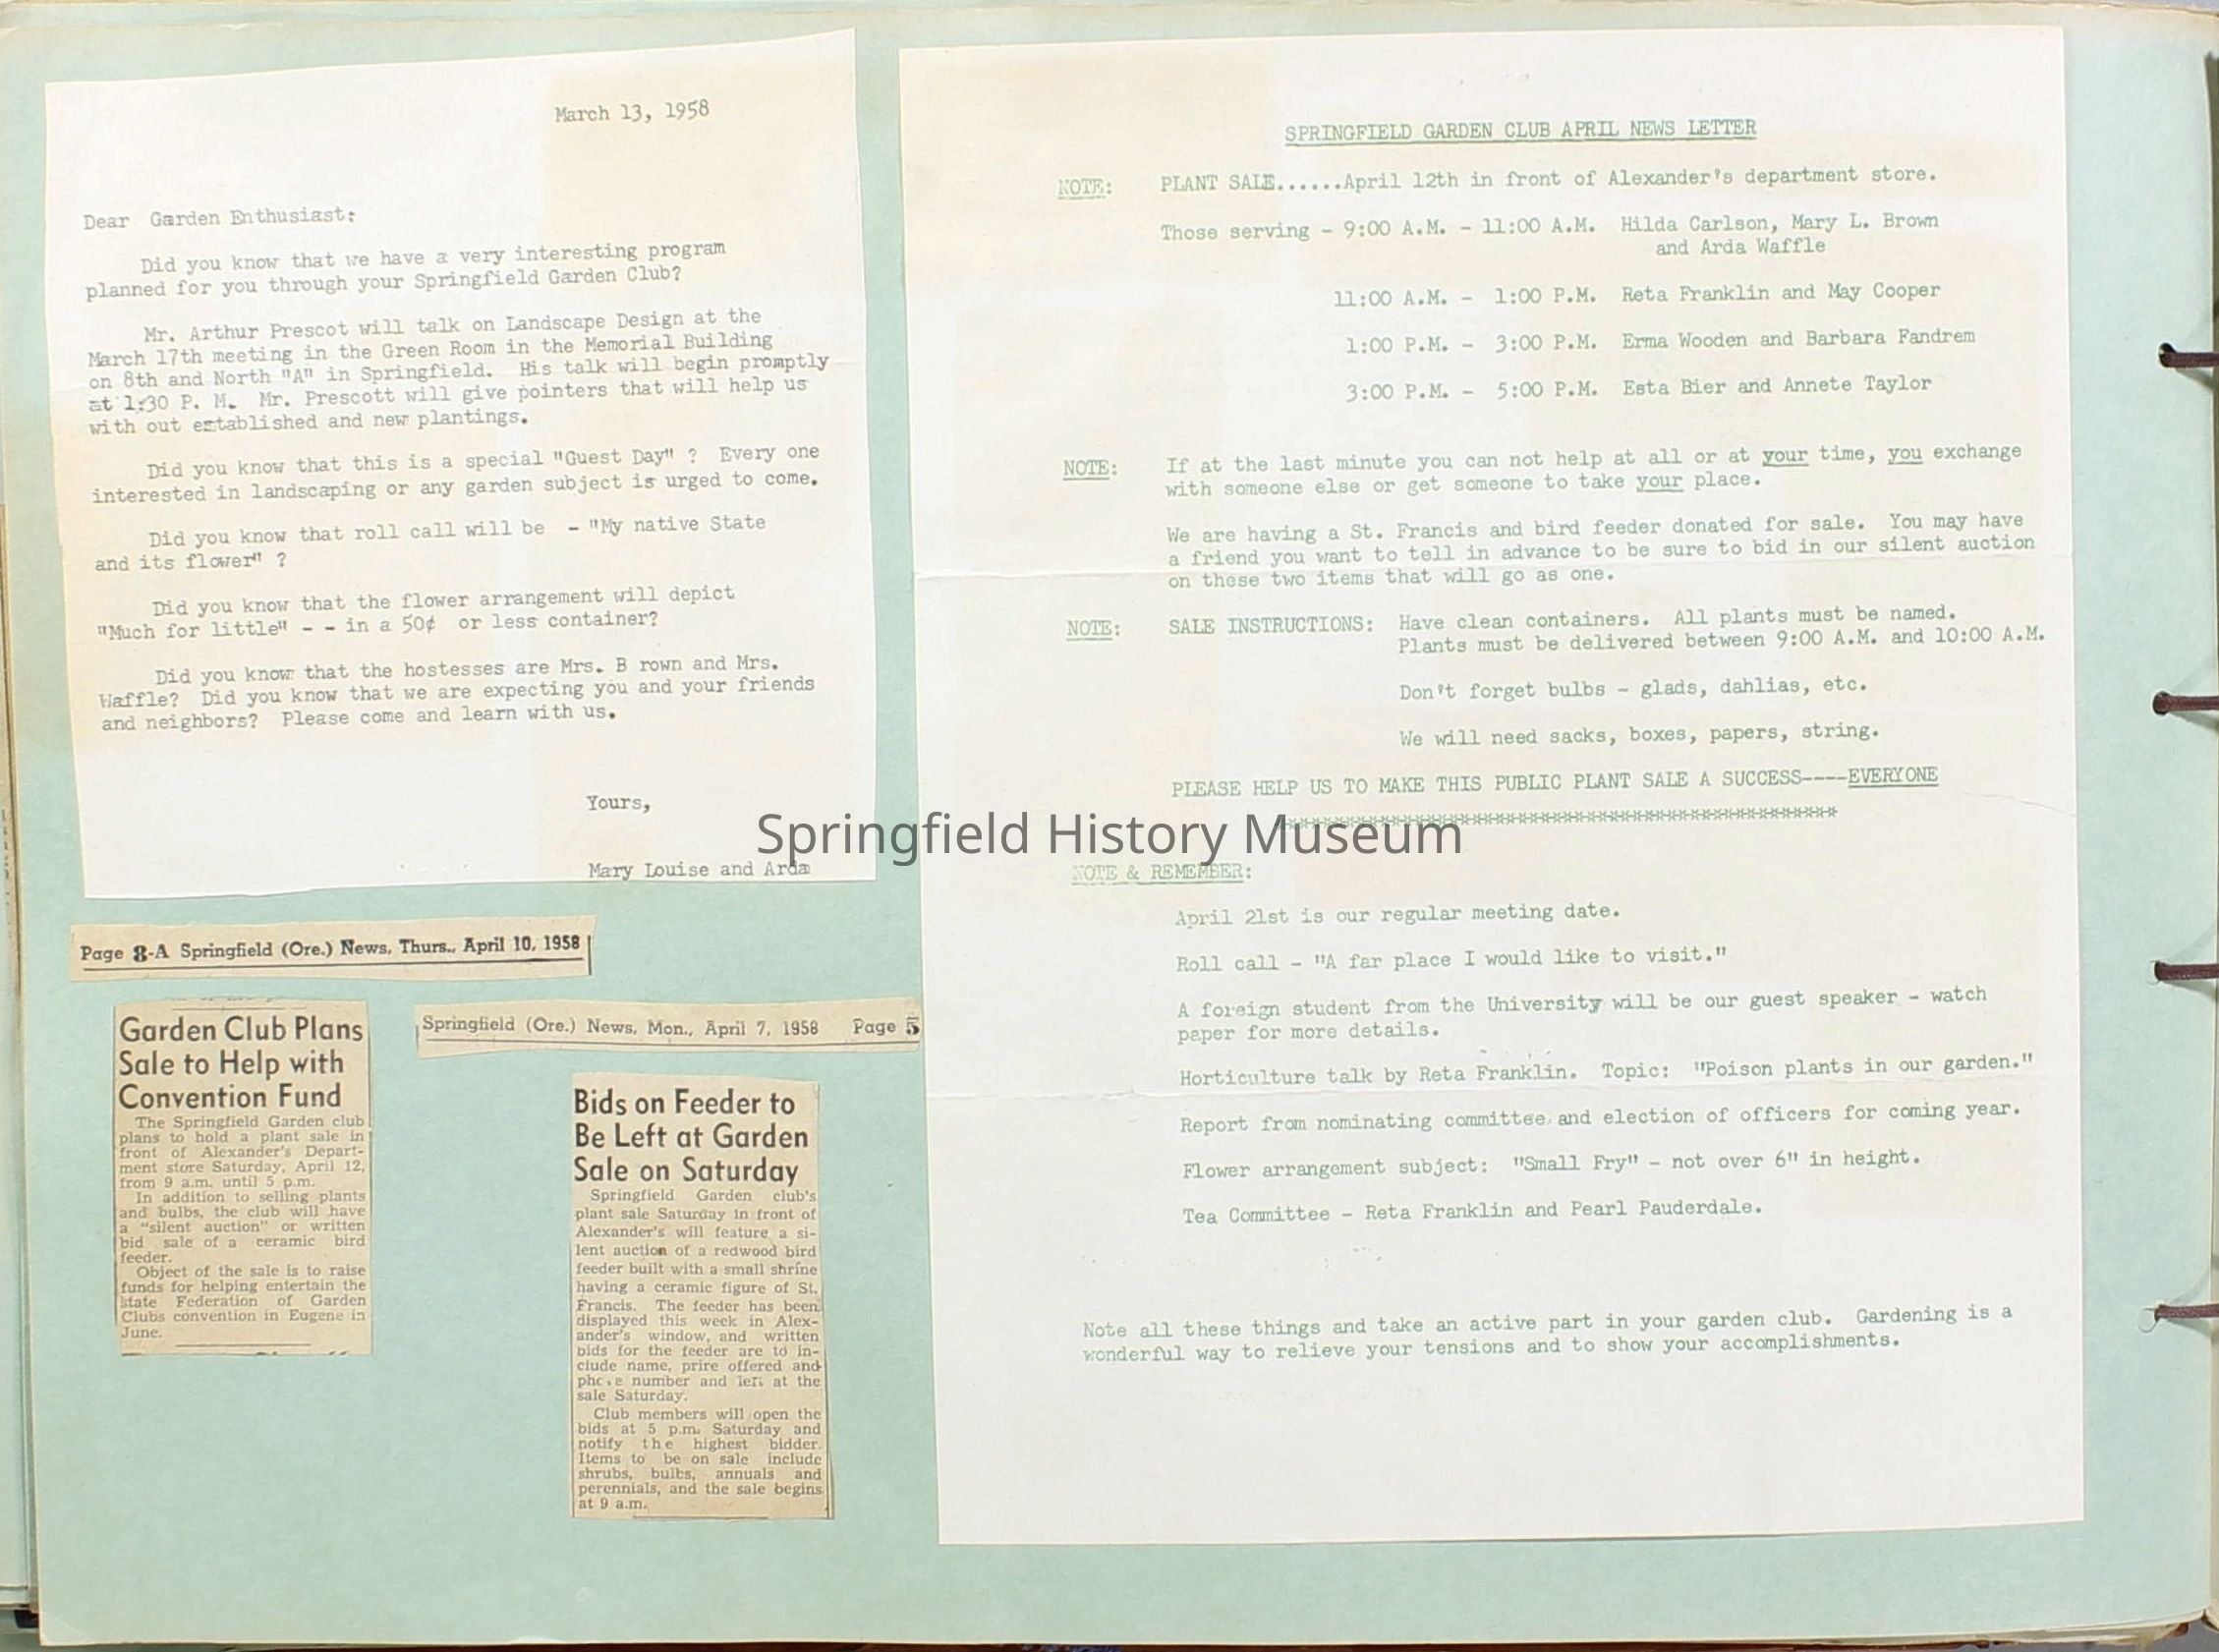 March 13, 1958
Dear Garden Enthusiast:
Did you know that we have a very interesting program
planned for you through your Springfield Garden Club?
Mr. Arthur Prescot will talk on Landscape Design at the
March 17th meeting in the Green Room in the Memorial Building
on 8th and North "A" in Springfield. His talk will begin promptly
at 1:30 P. M. Mr. Prescott will give pointers that will help us
with out established and new plantings.
Did you know that this is a special "Guest Day" ? Every one
interested in landscaping or any garden subject is urged to come.
Did you know that roll call will be - "My native State
and its flower" ?
Did you know that the flower arrangement will depict
"Much for little" - - in a 50¢ or less container?
Did you know that the hostesses are Mrs. B rown and Mrs.
Waffle? Did you know that we are expecting you and your friends
and neighbors? Please come and learn with us.
Yours,
Mary Louise and Arda
Page 8-A Springfield (Ore.) News, Thurs., April 10, 1958
Garden Club Plans
Sale to Help with
Convention Fund
The Springfield Garden club
plans to hold a plant sale in
front of Alexander's Depart-
ment store Saturday, April 12,
from 9 a.m. until 5 p.m.
In addition to selling plants
and bulbs, the club will have
a "silent auction" or written
bid sale of a ceramic bird
feeder.
Object of the sale is to raise
funds for helping entertain the
State Federation of Garden
Clubs convention in Eugene in
June.
Springfield (Ore.) News, Mon., April 7, 1958 Page 5
Bids on Feeder to
Be Left at Garden
Sale on Saturday
Springfield Garden club's
plant sale Saturday in front of
Alexander's will feature a si-
lent auction of a redwood bird
feeder built with a small shrine
having a ceramic figure of St.
Francis. The feeder has been
displayed this week in Alex-
ander's window, and written
bids for the feeder are to in-
clude name, prire offered and
number and left at the
sale Saturday.
Club members will open the
bids at 5 p.m. Saturday and
notify the highest bidder.
Items to be on sale include
shrubs, bulbs, annuals and
perennials, and the sale begins
at 9 a.m.
SPRINGFIELD GARDEN CLUB APRIL NEWS LETTER
NOTE: PLANT SALE......April 12th in front of Alexander's department store.
Those serving - 9:00 A.M. - 11:00 A.M. Hilda Carlson, Mary L. Brown
and Arda Waffle
11:00 A.M. - 1:00 P.M. Reta Franklin and May Cooper
1:00 P.M. - 3:00 P.M. Erma Wooden and Barbara Fandrem
3:00 P.M. - 5:00 P.M. Esta Bier and Annete Taylor
NOTE: If at the last minute you can not help at all or at your time, you exchange
with someone else or get someone to take your place.
We are having a St. Francis and bird feeder donated for sale. You may have
a friend you want to tell in advance to be sure to bid in our silent auction
on these two items that will go as one.
NOTE: SALE INSTRUCTIONS: Have clean containers. All plants must be named.
Plants must be delivered between 9:00 A.M. and 10:00 A.M.
Don't forget bulbs - glads, dahlias, etc.
We will need sacks, boxes, papers, string.
PLEASE HELP US TO MAKE THIS PUBLIC PLANT SALE A SUCCESS----EVERYONE
Springfield History Museum
NOTE & REMEMBER:
April 21st is our regular meeting date.
Roll call - "A far place I would like to visit."
A foreign student from the University will be our guest speaker - watch
paper for more details.
Horticulture talk by Reta Franklin. Topic: "Poison plants in our garden."
Report from nominating committee and election of officers for coming year.
Flower arrangement subject: "Small Fry" - not over 6" in height.
Tea Committee - Reta Franklin and Pearl Pauderdale.
Note all these things and take an active part in your garden club. Gardening is a
wonderful way to relieve your tensions and to show your accomplishments.